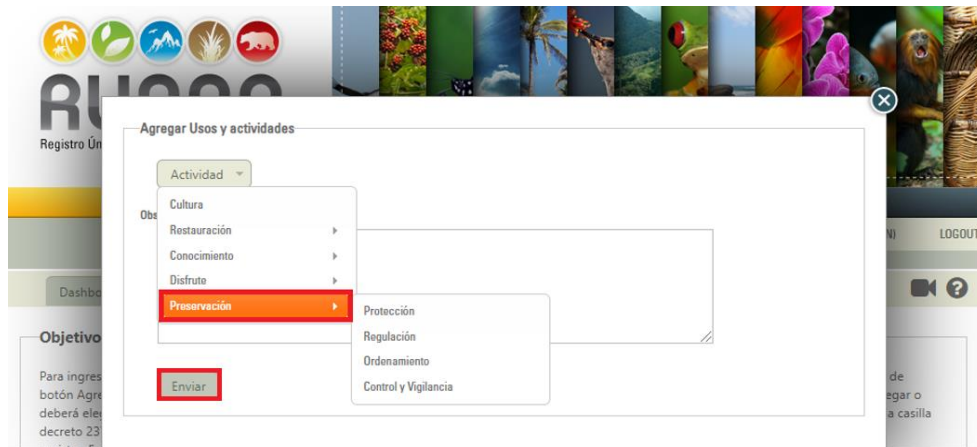 Registro Ún
Agregar Usos y actividades
Actividad
Cultura
Obs
Restauración
Conocimiento
Disfrute
Preservación
Protección
Regulación
Ordenamiento
Control y Vigilancia
Enviar
N)
LOGOUT
Dashbo
Objetivo
Para ingres
de
botón Agre
egar o
deberá ele
a casilla
decreto 23